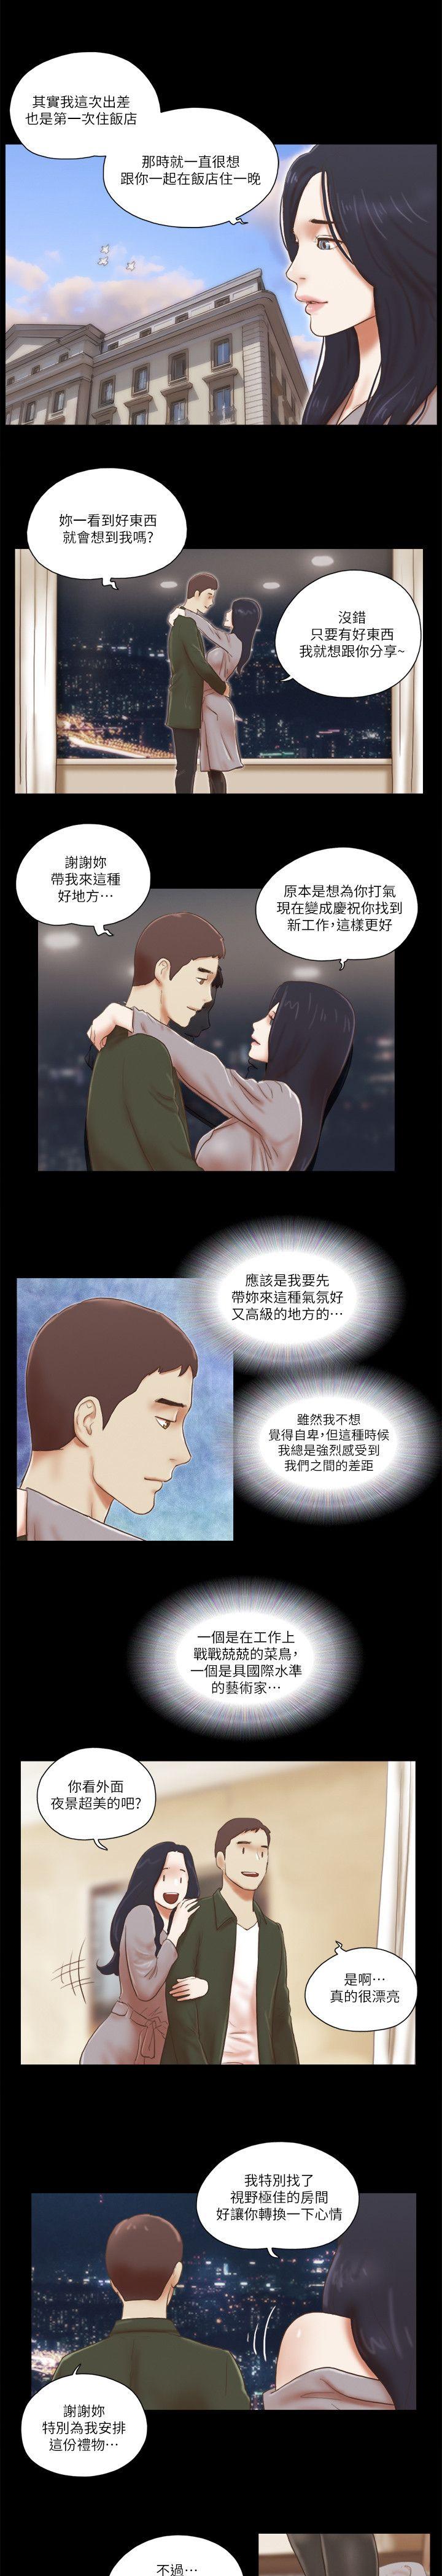 其實我這次出差
也是第一次住飯店
那時就一直很想
跟你一起在飯店住一晚
妳一看到好東西
就會想到我嗎?
沒錯
只要有好東西
我就想跟你分享~
謝謝妳
帶我來這種
好地方…
原本是想為你打氣
現在變成慶祝你找到
新工作,這樣更好
應該是我要先
帶妳來這種氣氛好
又高級的地方的…
雖然我不想
覺得自卑,但這種時候
我總是強烈感受到
我們之間的差距
一個是在工作上
戰戰兢兢的菜鳥,
一個是具國際水準
的藝術家…
你看外面
夜景超美的吧?
是啊…
真的很漂亮
我特別找了
視野極佳的房間
好讓你轉換一下心情
謝謝妳
特別為我安排
這份禮物…
不過…